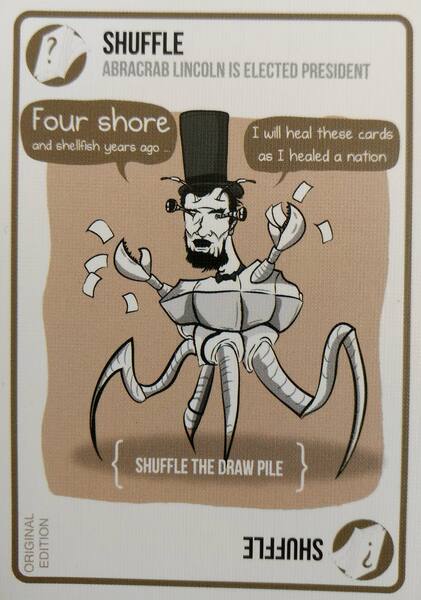 ?
SHUFFLE
ABRACRAB LINCOLN IS ELECTED PRESIDENT
Four shore
and shellfish years ago ...
I will heal these cards
as I healed a nation
{ SHUFFLE THE DRAW PILE }
ORIGINAL
EDITION
SHUFFLE
?